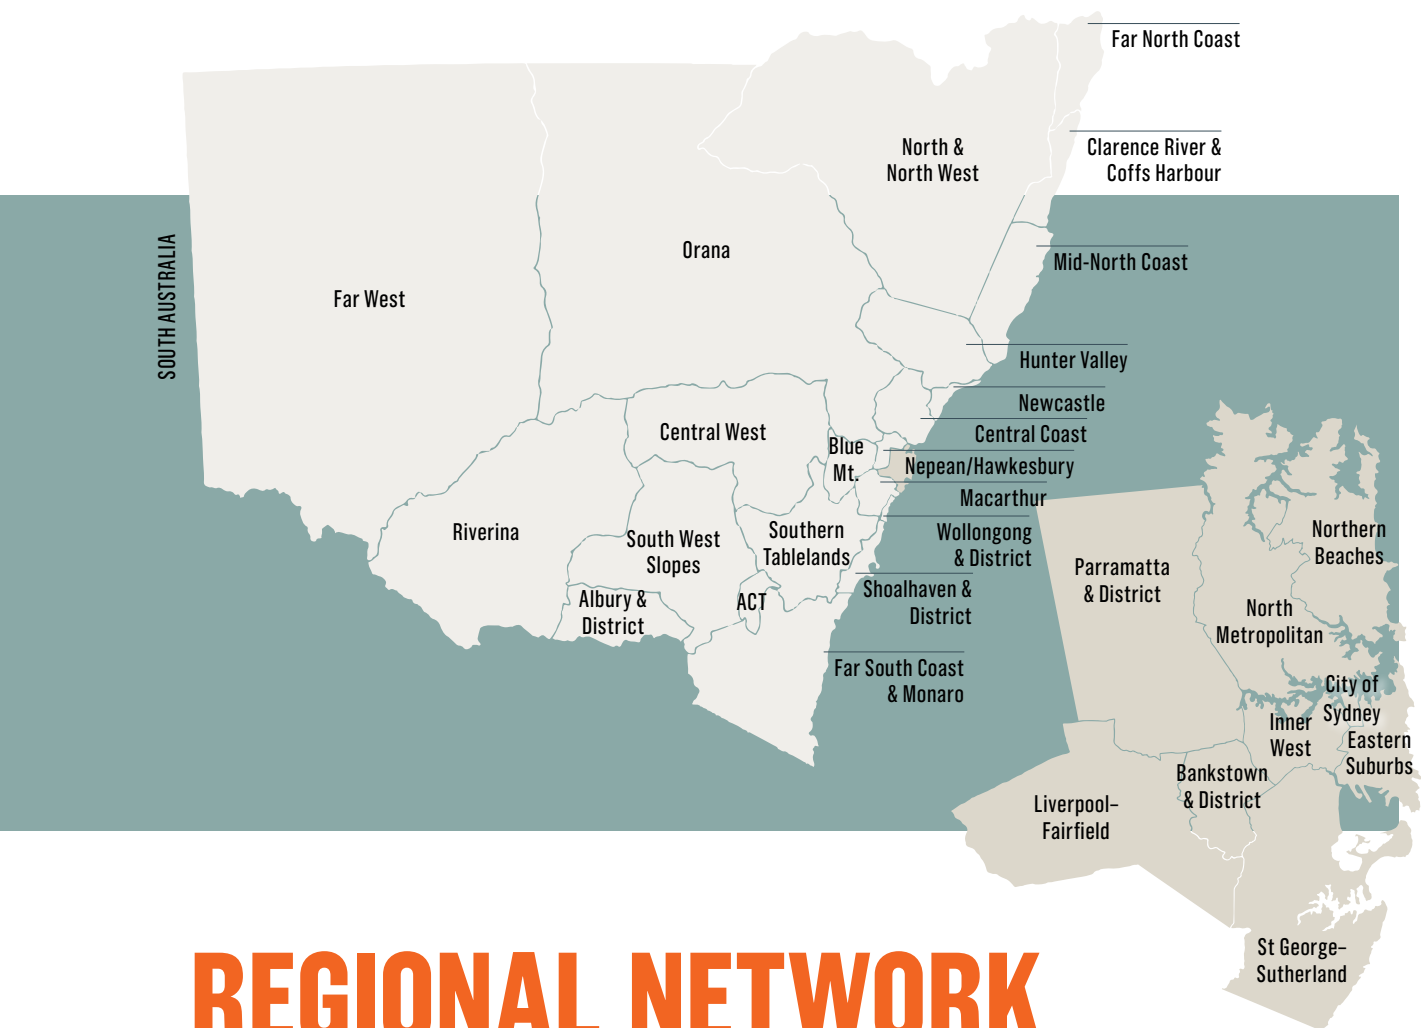 Far North Coast
North &
North West
Clarence River &
Coffs Harbour
SOUTH AUSTRALIA
Orana
Mid-North Coast
Far West
Hunter Valley
Newcastle
Central West
Central Coast
Blue
Mt.
Nepean/Hawkesbury
Macarthur
Riverina
South West
Slopes
Southern
Tablelands
Wollongong
& District
Northern
Beaches
Parramatta
& District
Albury &
District
ACT
Shoalhaven &
District
North
Metropolitan
Far South Coast
& Monaro
City of
Sydney
Inner
West
Eastern
Suburbs
Bankstown
& District
Liverpool–
Fairfield
St George–
Sutherland
REGIONAL NETWORK